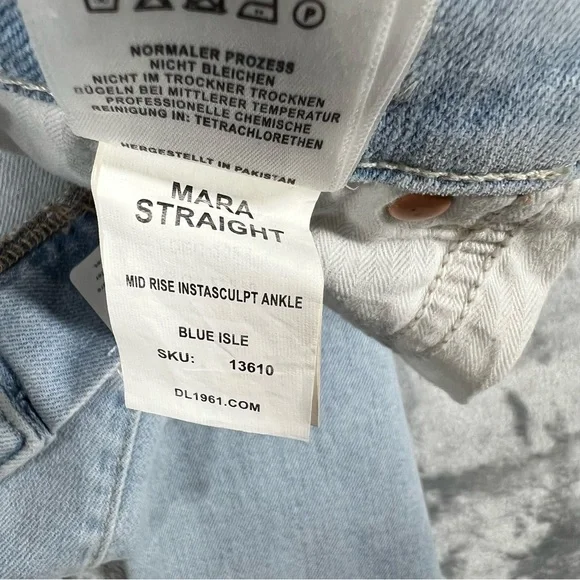 P
NORMALER PROZESS
NICHT BLEICHEN
NICHT IM TROCKNER TROCKNEN
BÜGELN BEI MITTLERER TEMPERATUR
PROFESSIONELLE CHEMISCHE
REINIGUNG IN: TETRACHLORETHEN
HERGESTELLT IN PAKISTAN
MARA
STRAIGHT
MID RISE INSTASCULPT ANKLE
BLUE ISLE
SKU: 13610
DL1961.COM